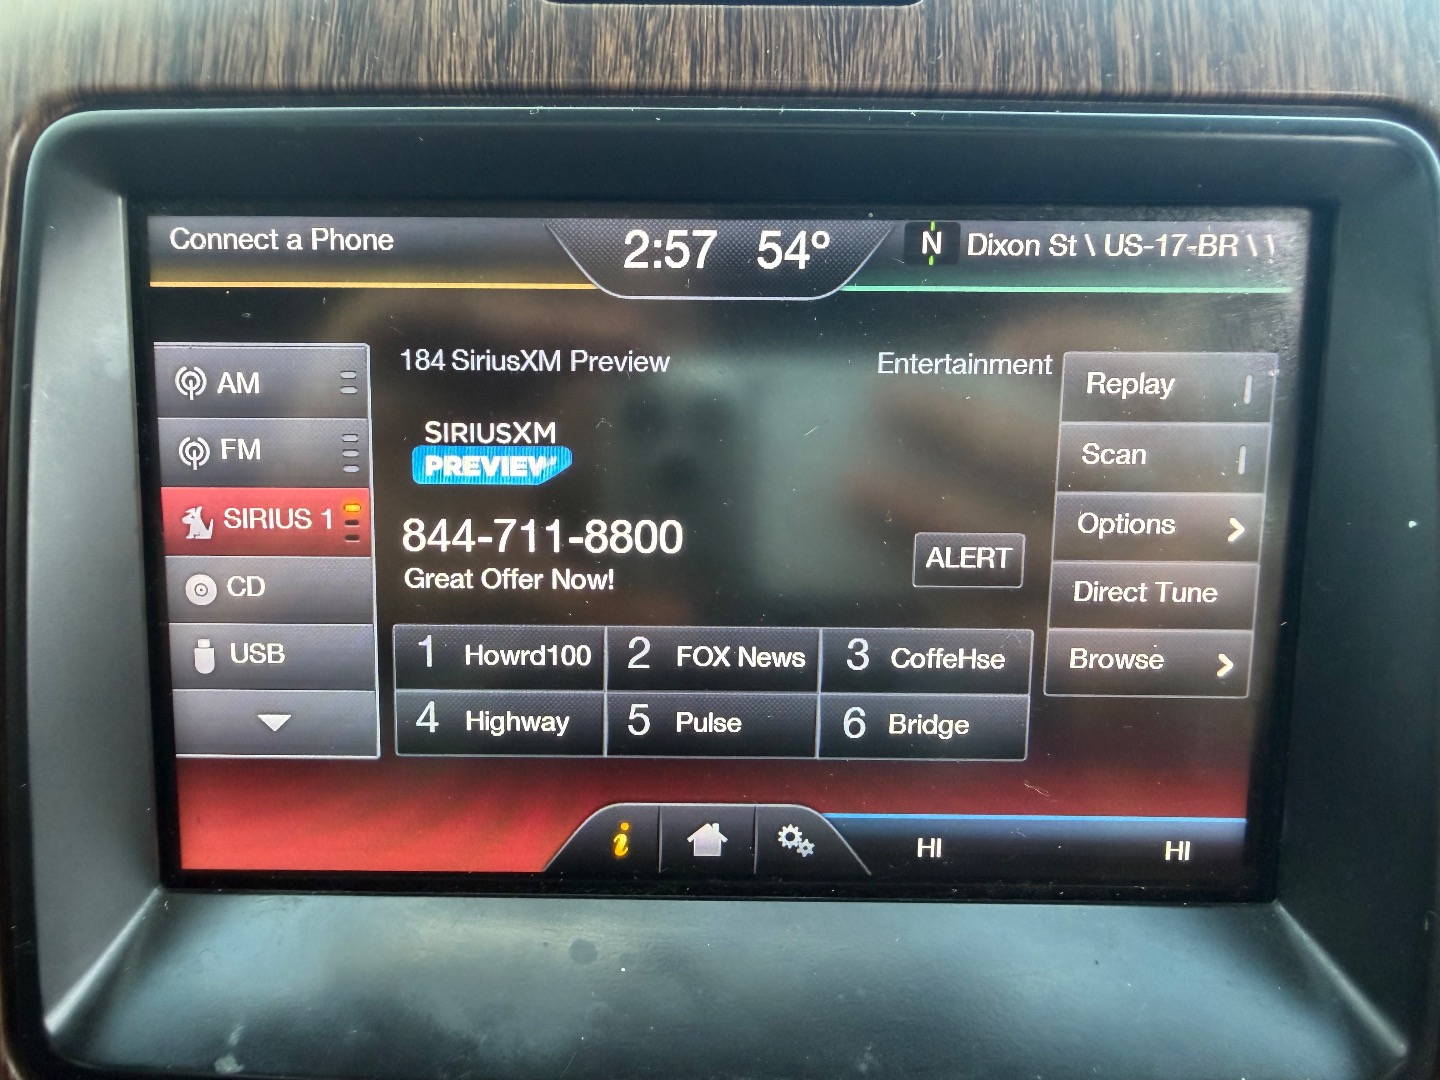 Connect a Phone
2:57 54º
N Dixon St \ US-17-BR \ \
184 SiriusXM Preview
Entertainment
AM
FM
SIRIUS 1
CD
USB
SIRIUSXM
PREVIEW
844-711-8800
Great Offer Now!
ALERT
1 Howrd100
2 FOX News
3 CoffeHse
4 Highway
5 Pulse
6 Bridge
Replay
Scan
Options
Direct Tune
Browse
i
HI
HI